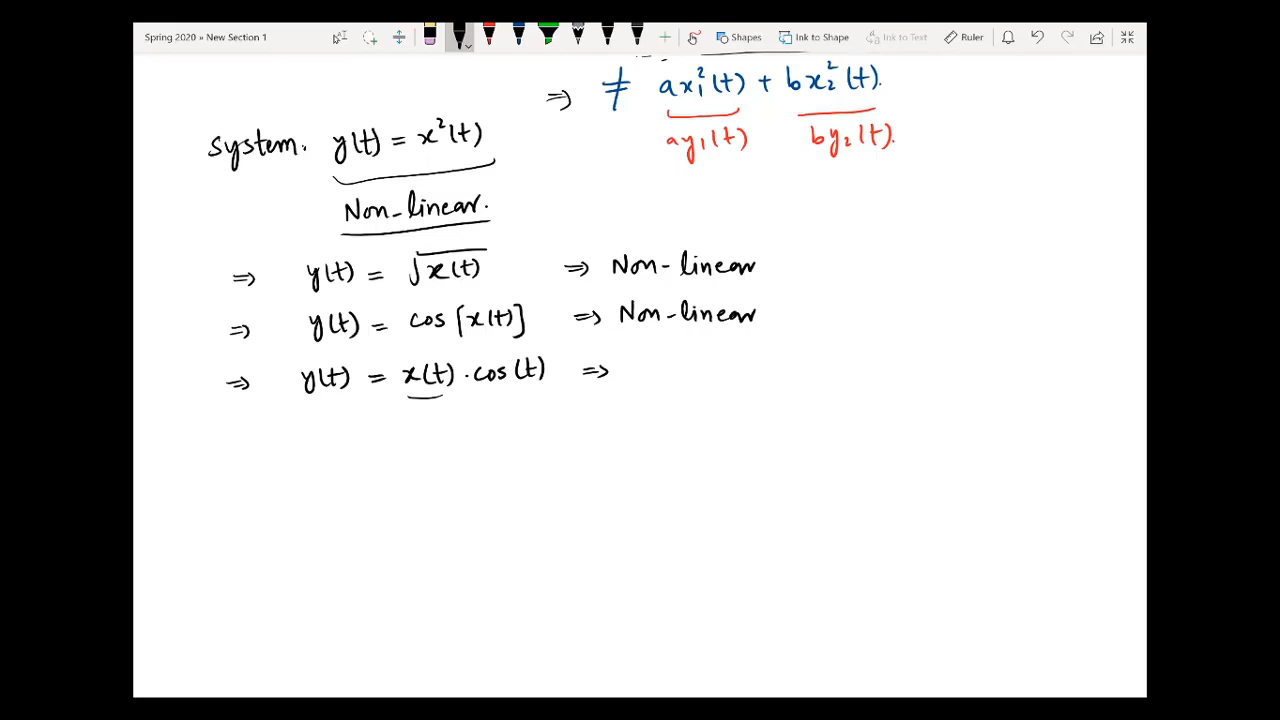 Spring 2020 » New Section 1
Shapes
Ink to Shape
Ink to Text
Ruler
⇒ ≠ ax₁²(t) + bx₂²(t).
ay₁(t) by₂(t).
system. y(t) = x²(t)
Non-linear.
⇒ y(t) = √x(t) ⇒ Non-linear
⇒ y(t) = cos[x(t)] ⇒ Non-linear
⇒ y(t) = x(t) · cos(t) ⇒